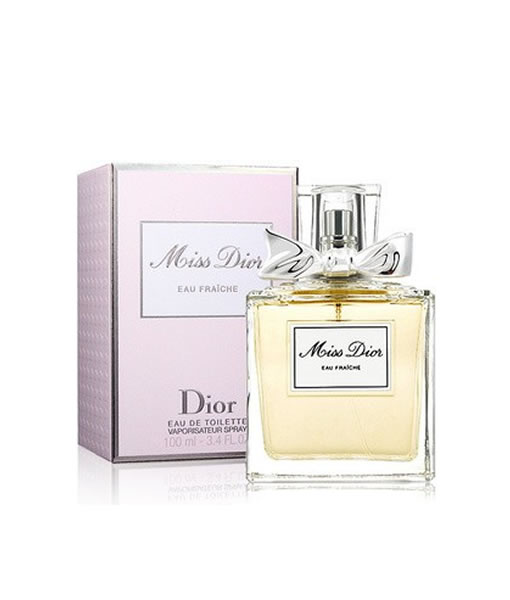 Miss Dior
EAU FRAÎCHE
Dior
EAU DE TOILETTE
VAPORISATEUR SPRAY
100 ml - 3.4 FL.
Miss Dior
EAU FRAÎCHE